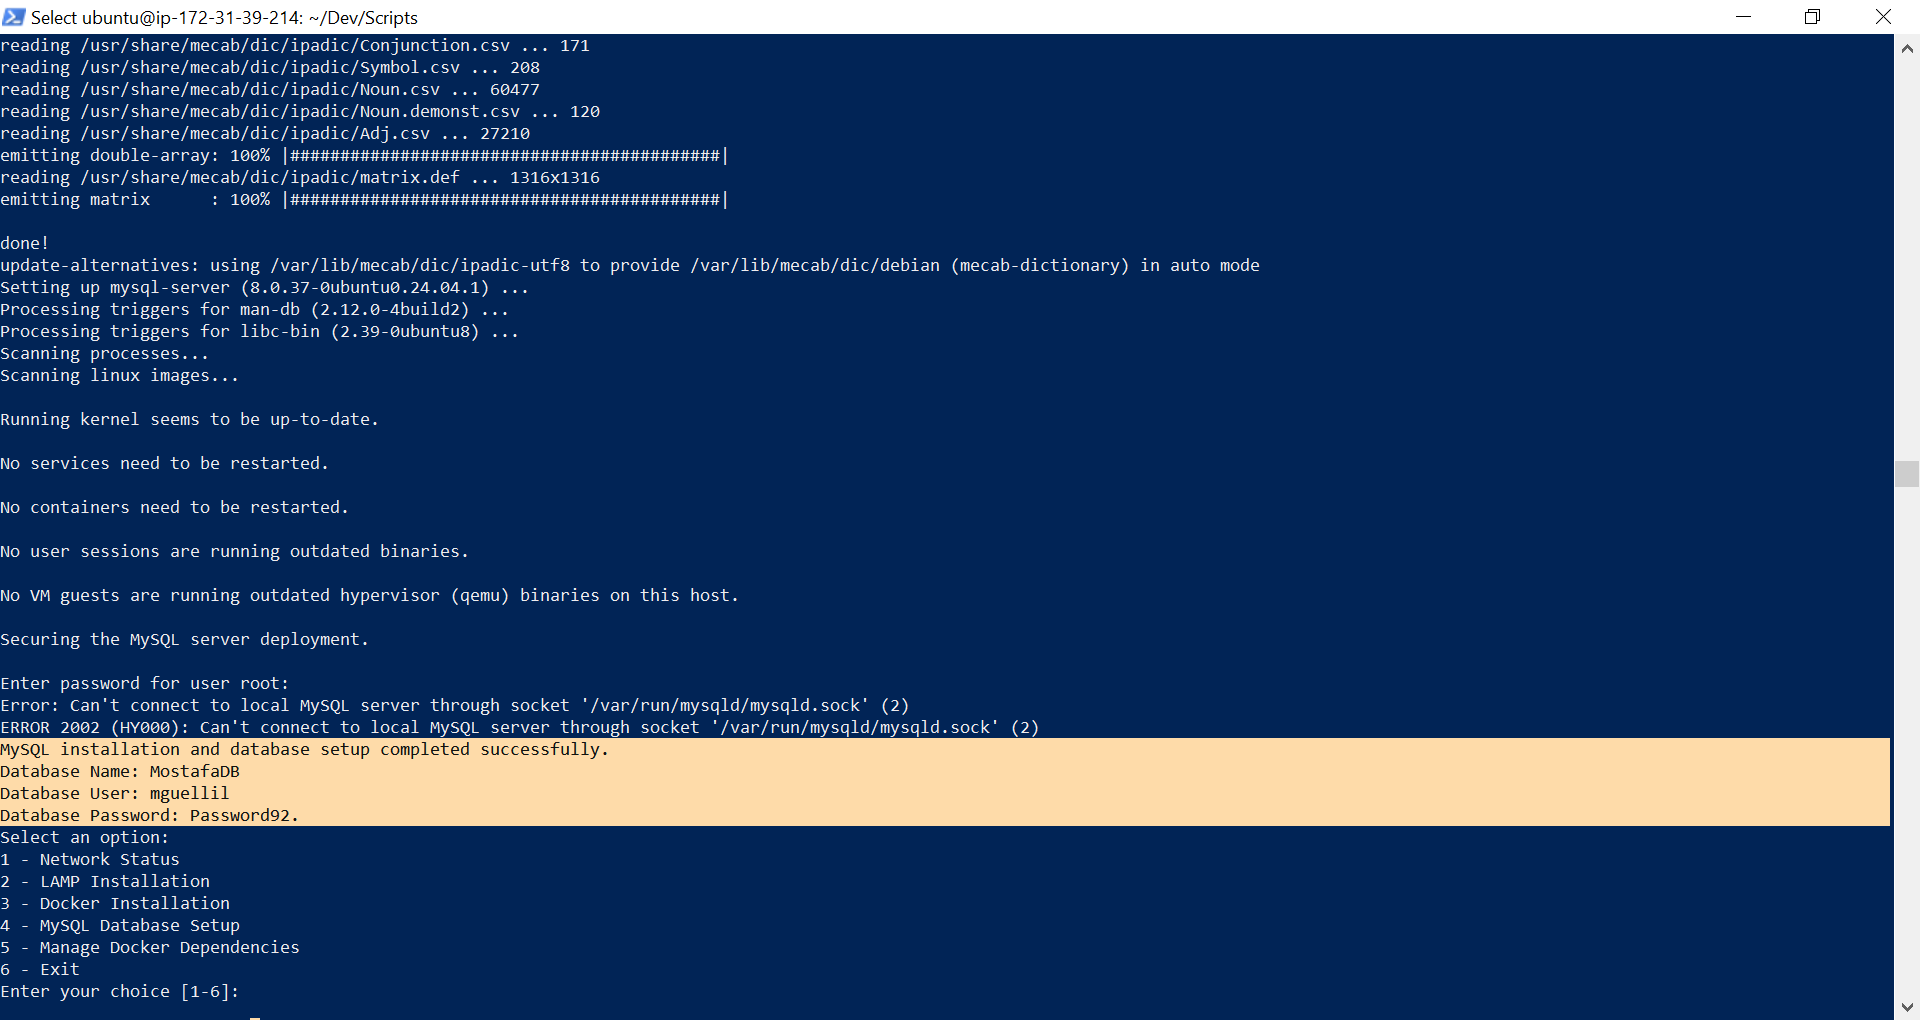 Select ubuntu@ip-172-31-39-214: ~/Dev/Scripts
reading /usr/share/mecab/dic/ipadic/Conjunction.csv ... 171
reading /usr/share/mecab/dic/ipadic/Symbol.csv ... 208
reading /usr/share/mecab/dic/ipadic/Noun.csv ... 60477
reading /usr/share/mecab/dic/ipadic/Noun.demonst.csv ... 120
reading /usr/share/mecab/dic/ipadic/Adj.csv ... 27210
emitting double-array: 100% |###########################################|
reading /usr/share/mecab/dic/ipadic/matrix.def ... 1316x1316
emitting matrix      : 100% |###########################################|
done!
update-alternatives: using /var/lib/mecab/dic/ipadic-utf8 to provide /var/lib/mecab/dic/debian (mecab-dictionary) in auto mode
Setting up mysql-server (8.0.37-0ubuntu0.24.04.1) ...
Processing triggers for man-db (2.12.0-4build2) ...
Processing triggers for libc-bin (2.39-0ubuntu8) ...
Scanning processes...
Scanning linux images...
Running kernel seems to be up-to-date.
No services need to be restarted.
No containers need to be restarted.
No user sessions are running outdated binaries.
No VM guests are running outdated hypervisor (qemu) binaries on this host.
Securing the MySQL server deployment.
Enter password for user root:
Error: Can't connect to local MySQL server through socket '/var/run/mysqld/mysqld.sock' (2)
ERROR 2002 (HY000): Can't connect to local MySQL server through socket '/var/run/mysqld/mysqld.sock' (2)
MySQL installation and database setup completed successfully.
Database Name: MostafaDB
Database User: mguellil
Database Password: Password92.
Select an option:
1 - Network Status
2 - LAMP Installation
3 - Docker Installation
4 - MySQL Database Setup
5 - Manage Docker Dependencies
6 - Exit
Enter your choice [1-6]: